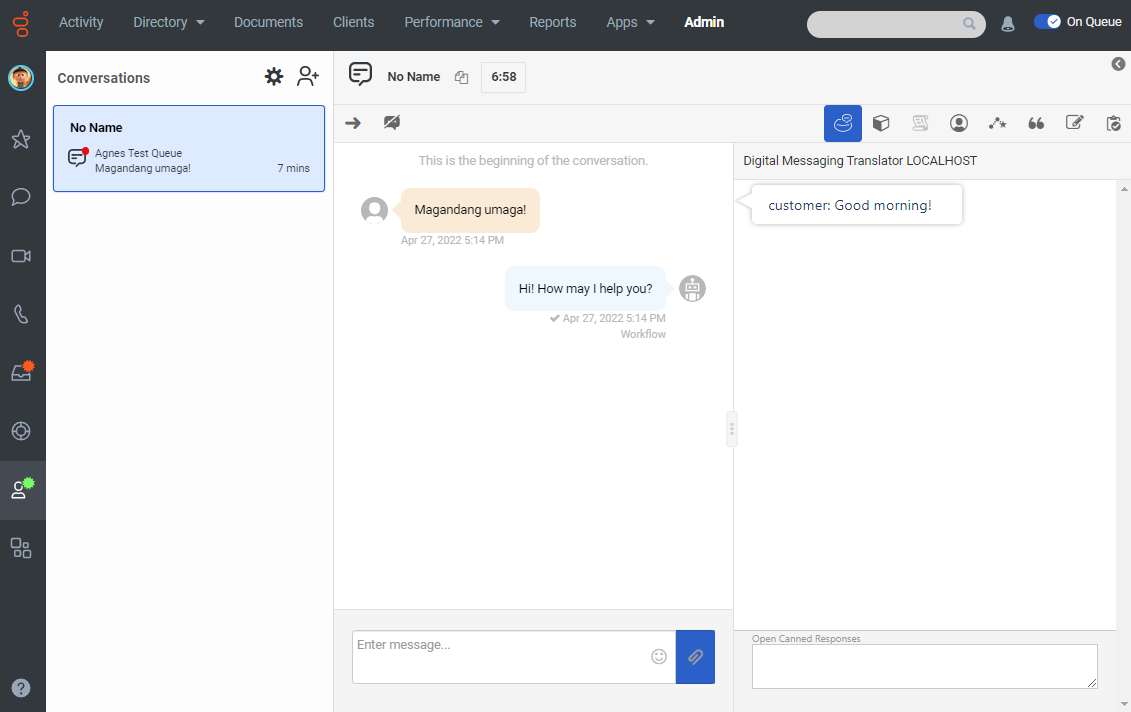 Activity
Directory
Documents
Clients
Performance
Reports
Apps
Admin
On Queue
Conversations
No Name
Agnes Test Queue
Magandang umaga!
7 mins
No Name
6:58
This is the beginning of the conversation.
Magandang umaga!
Apr 27, 2022 5:14 PM
Hi! How may I help you?
Apr 27, 2022 5:14 PM
Workflow
Enter message...
Digital Messaging Translator LOCALHOST
customer: Good morning!
Open Canned Responses